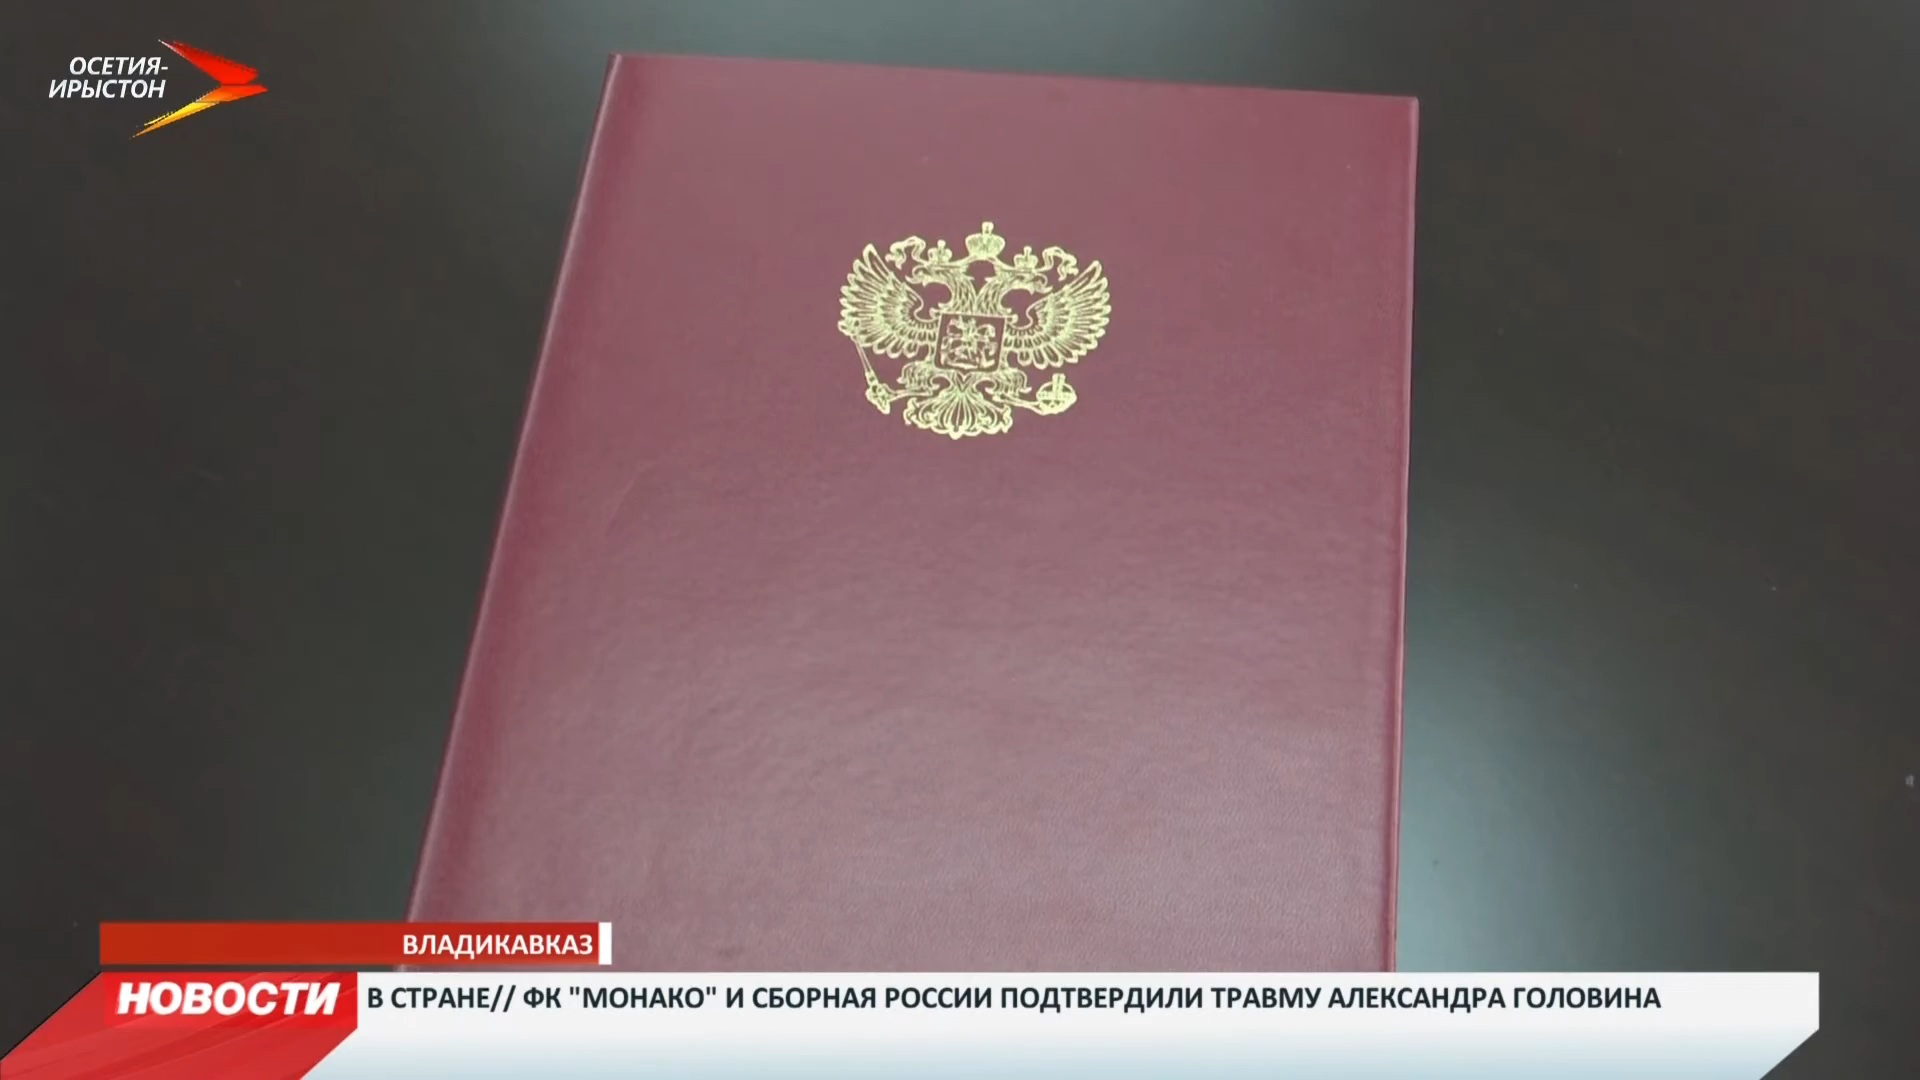 ОСЕТИЯ-
ИРЫСТОН
ВЛАДИКАВКАЗ
НОВОСТИ
В СТРАНЕ// ФК "МОНАКО" И СБОРНАЯ РОССИИ ПОДТВЕРДИЛИ ТРАВМУ АЛЕКСАНДРА ГОЛОВИНА